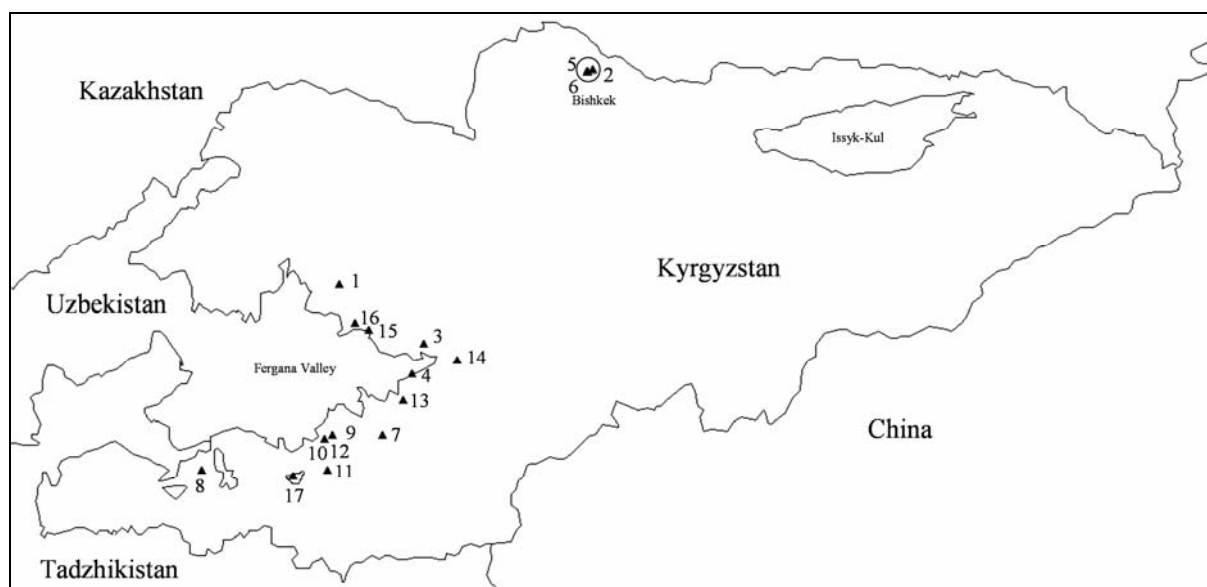 Kazakhstan
5
2
6
Bishkek
Issyk-Kul
Kyrgyzstan
1
Uzbekistan
16
15
3
14
Fergana Valley
4
13
China
9
7
10
12
11
8
17
Tadzhikistan